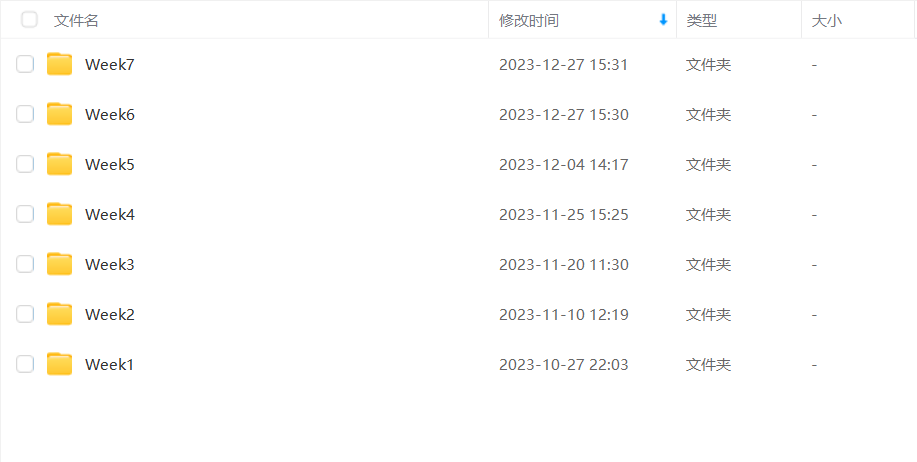 文件名 修改时间 类型 大小
Week7 2023-12-27 15:31 文件夹 -
Week6 2023-12-27 15:30 文件夹 -
Week5 2023-12-04 14:17 文件夹 -
Week4 2023-11-25 15:25 文件夹 -
Week3 2023-11-20 11:30 文件夹 -
Week2 2023-11-10 12:19 文件夹 -
Week1 2023-10-27 22:03 文件夹 -